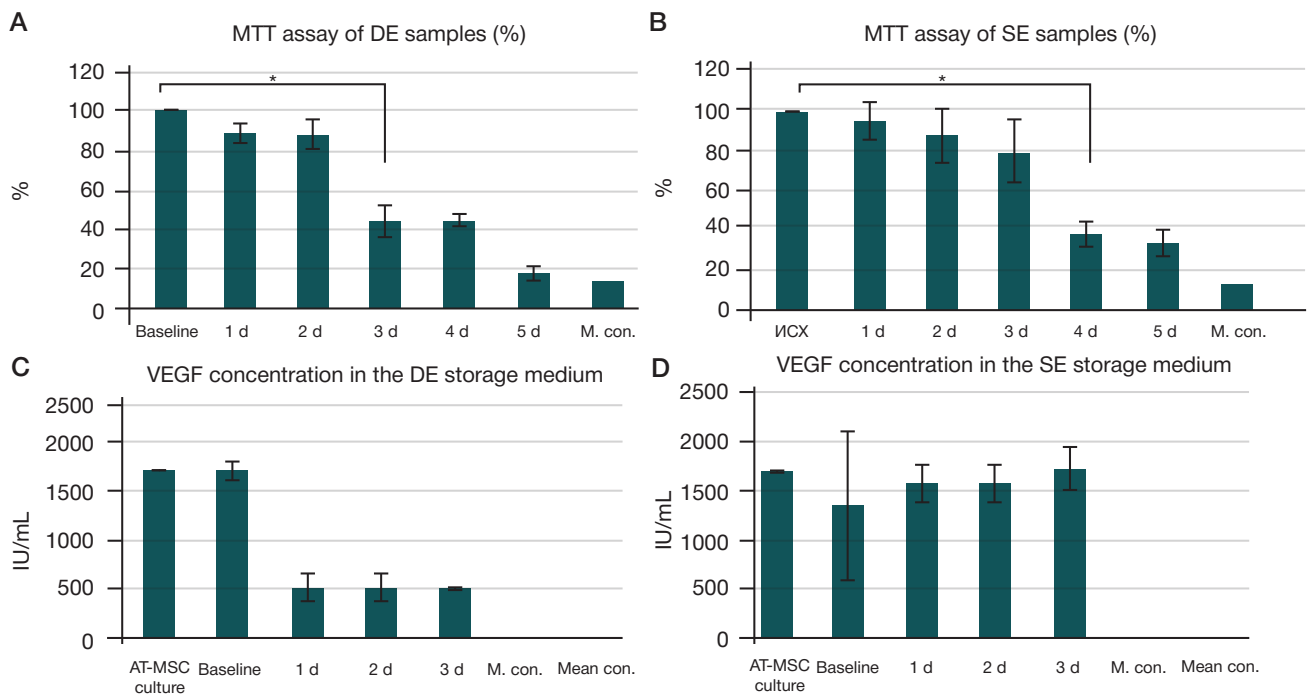 A
MTT assay of DE samples (%)
120
100
80
60
40
20
0
%
*
Baseline 1 d 2 d 3 d 4 d 5 d M. con.
B
MTT assay of SE samples (%)
120
100
80
60
40
20
0
%
*
ИСХ 1 d 2 d 3 d 4 d 5 d M. con.
C
VEGF concentration in the DE storage medium
2500
2000
1500
1000
500
0
IU/mL
AT-MSC Baseline 1 d 2 d 3 d M. con. Mean con.
culture
D
VEGF concentration in the SE storage medium
2500
2000
1500
1000
500
0
IU/mL
AT-MSC Baseline 1 d 2 d 3 d M. con. Mean con.
culture